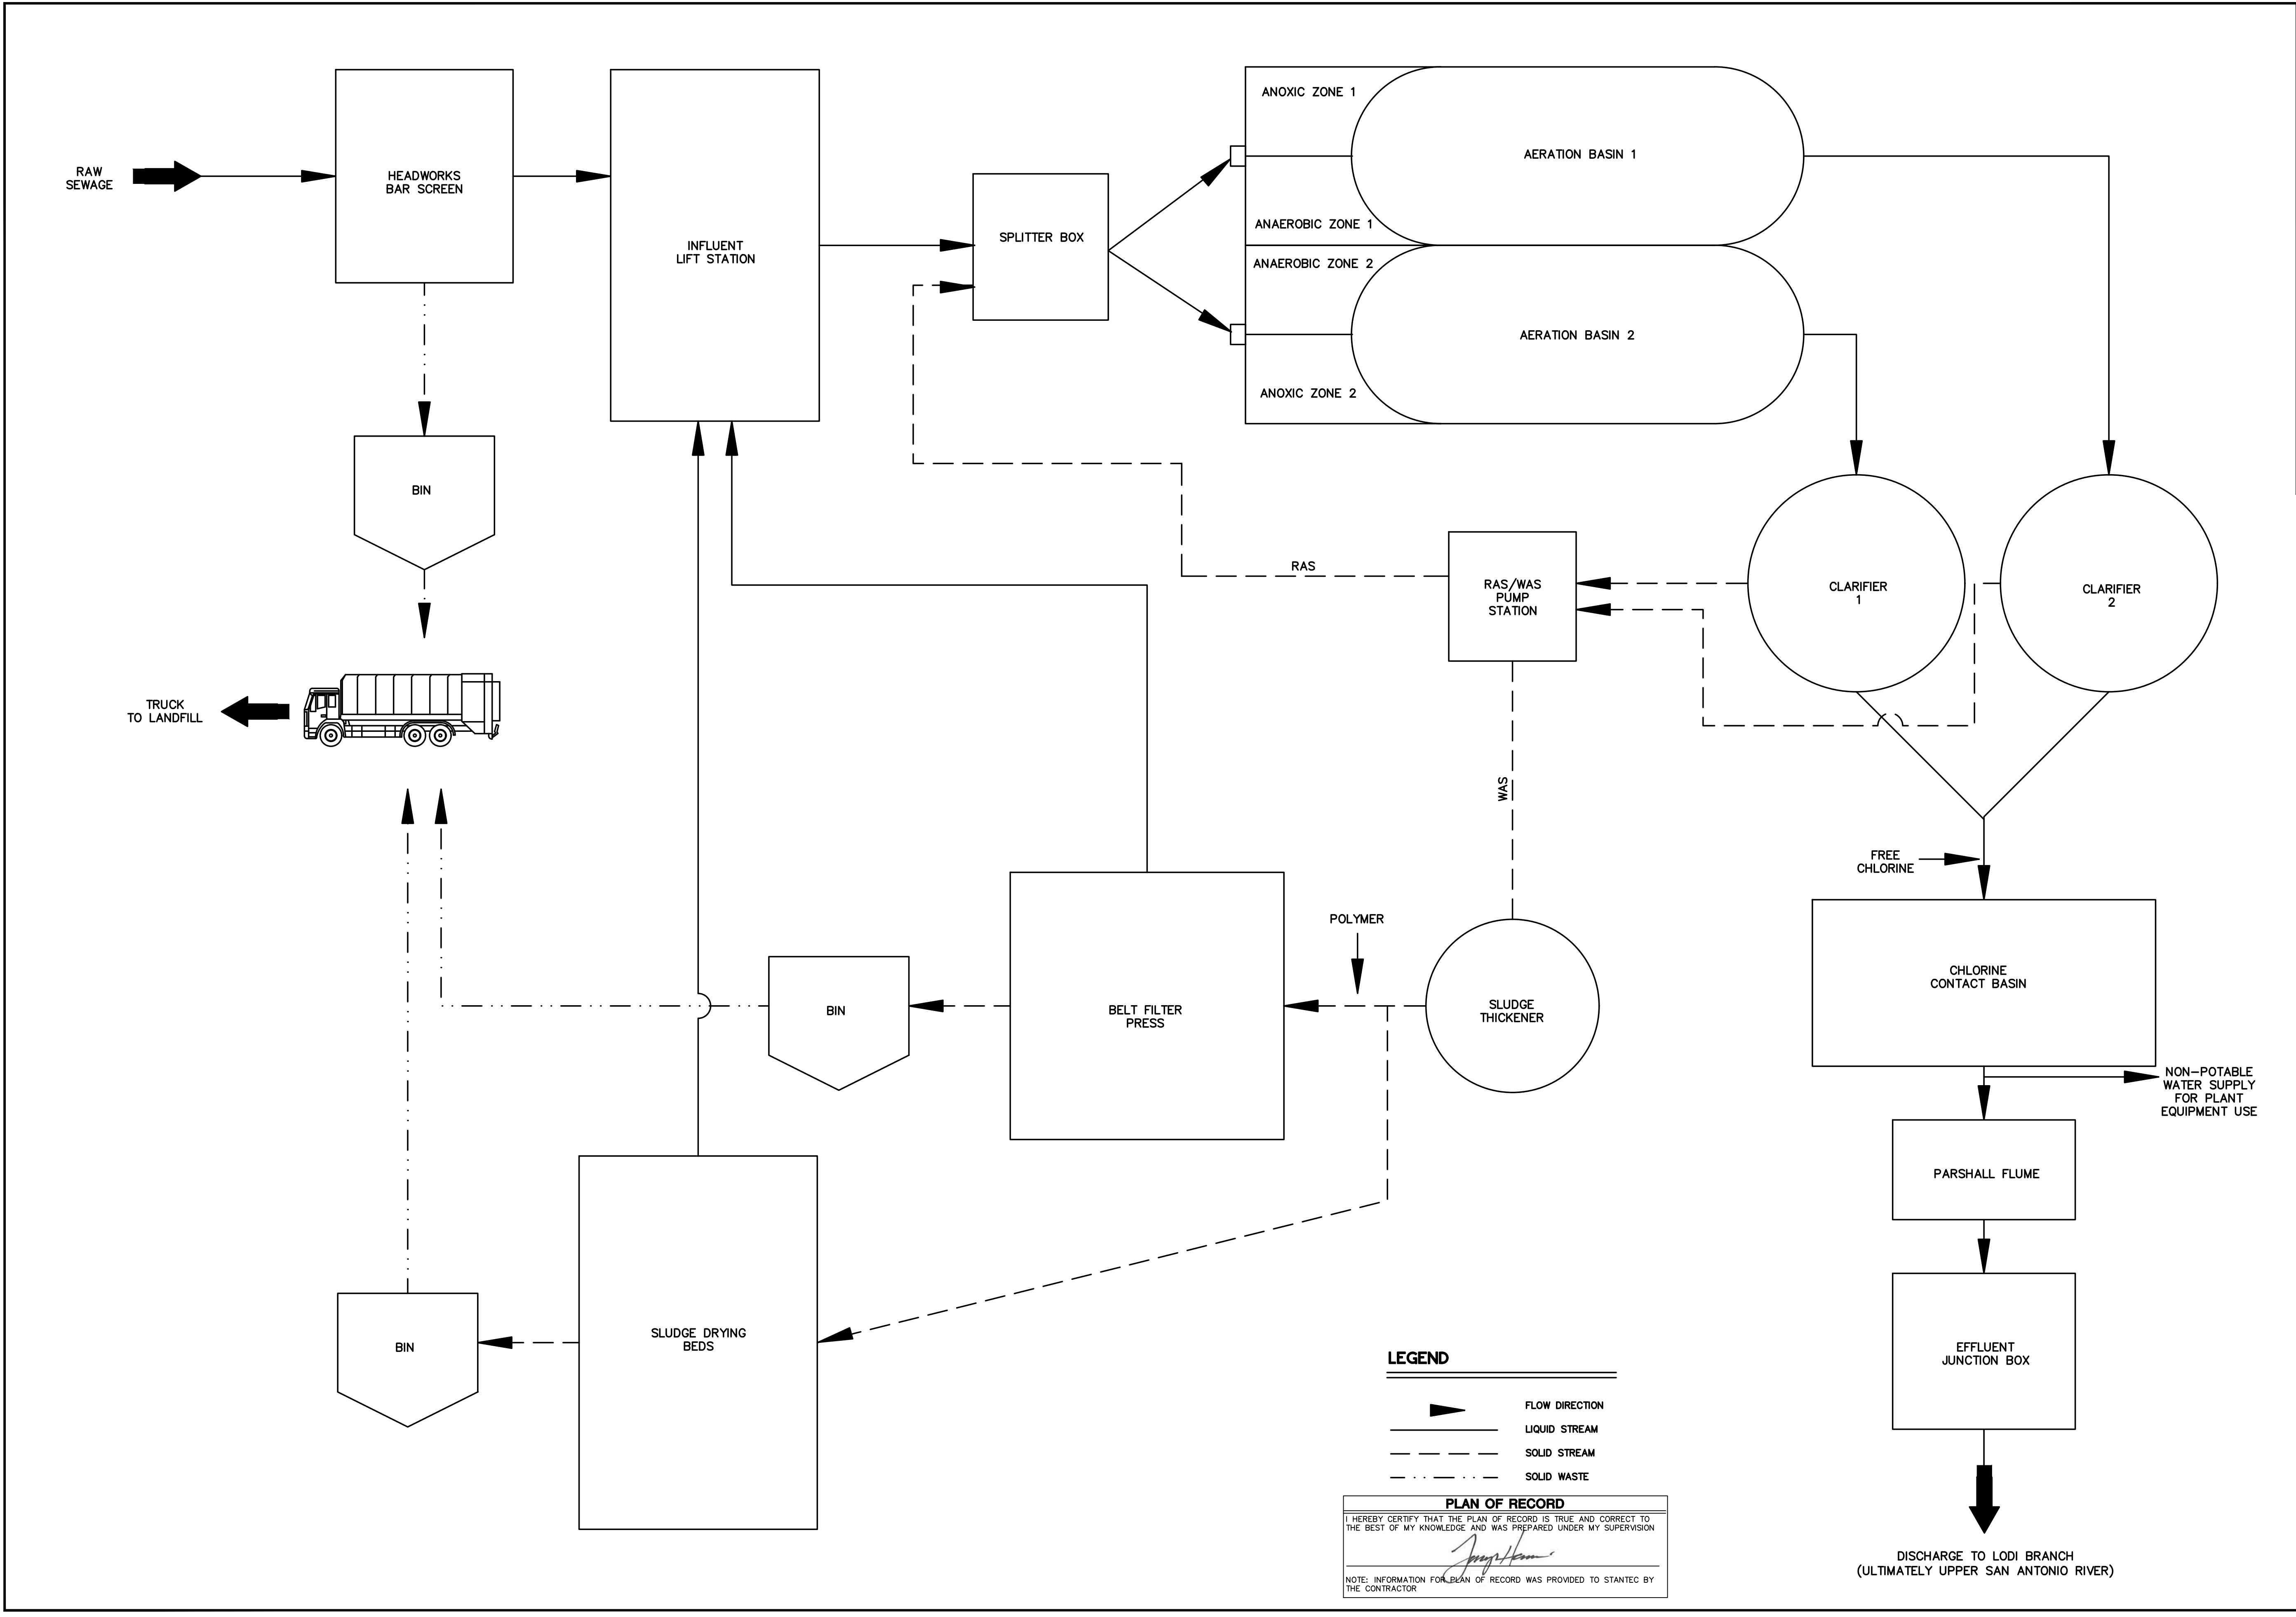 RAW
SEWAGE
HEADWORKS
BAR SCREEN
INFLUENT
LIFT STATION
SPLITTER BOX
ANOXIC ZONE 1
AERATION BASIN 1
ANAEROBIC ZONE 1
ANAEROBIC ZONE 2
AERATION BASIN 2
ANOXIC ZONE 2
BIN
TRUCK
TO LANDFILL
RAS
RAS/WAS
PUMP
STATION
CLARIFIER
1
CLARIFIER
2
WAS
FREE
CHLORINE
POLYMER
BIN
BELT FILTER
PRESS
SLUDGE
THICKENER
CHLORINE
CONTACT BASIN
NON-POTABLE
WATER SUPPLY
FOR PLANT
EQUIPMENT USE
PARSHALL FLUME
BIN
SLUDGE DRYING
BEDS
EFFLUENT
JUNCTION BOX
LEGEND
FLOW DIRECTION
LIQUID STREAM
SOLID STREAM
SOLID WASTE
PLAN OF RECORD
I HEREBY CERTIFY THAT THE PLAN OF RECORD IS TRUE AND CORRECT TO
THE BEST OF MY KNOWLEDGE AND WAS PREPARED UNDER MY SUPERVISION
NOTE: INFORMATION FOR PLAN OF RECORD WAS PROVIDED TO STANTEC BY
THE CONTRACTOR
DISCHARGE TO LODI BRANCH
(ULTIMATELY UPPER SAN ANTONIO RIVER)